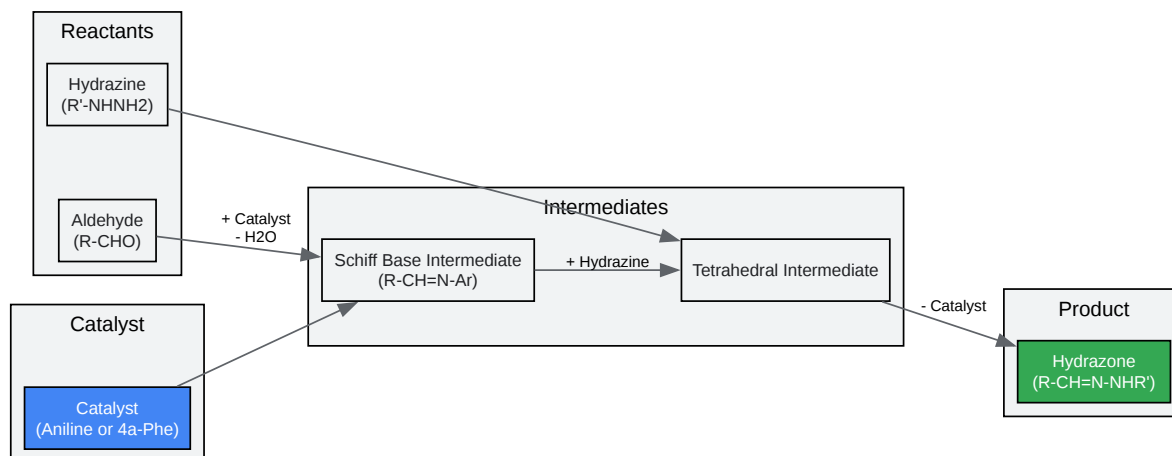 Reactants
Hydrazine
(R'-NHNH2)
Aldehyde
(R-CHO)
+ Catalyst
- H2O
Intermediates
Schiff Base Intermediate
(R-CH=N-Ar)
+ Hydrazine
Tetrahedral Intermediate
- Catalyst
Catalyst
Catalyst
(Aniline or 4a-Phe)
Product
Hydrazone
(R-CH=N-NHR')